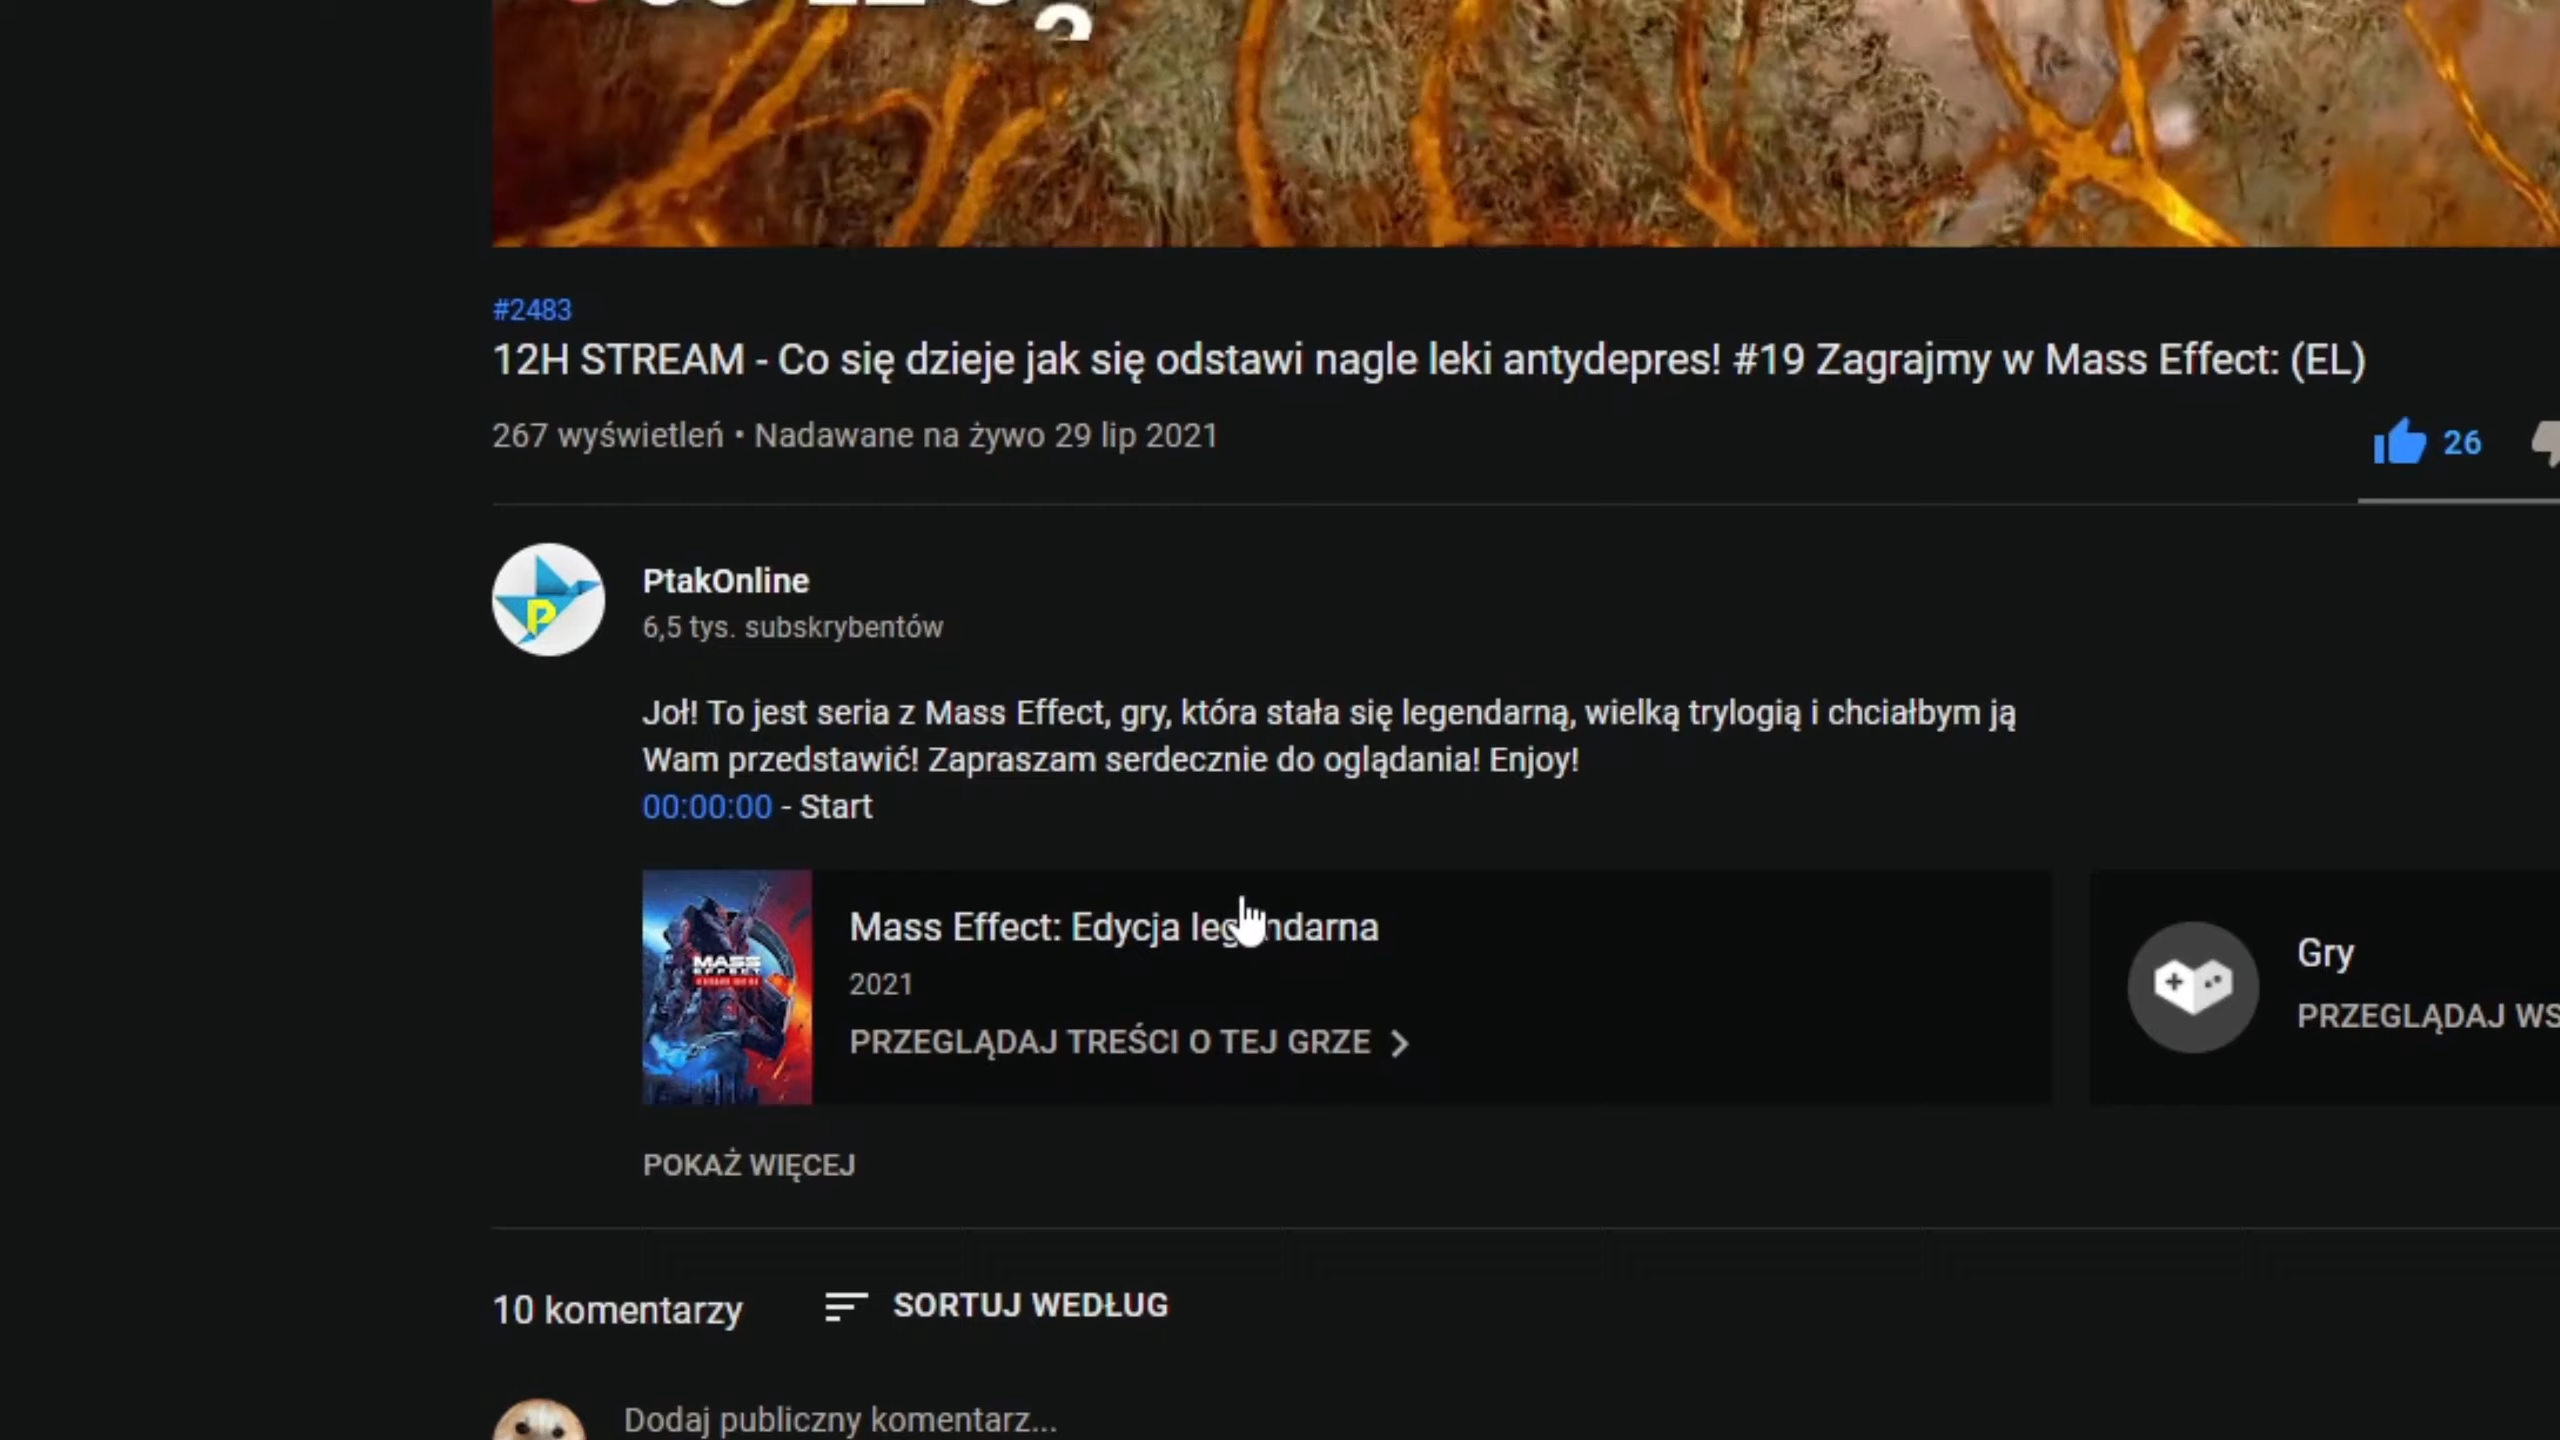 #2483
12H STREAM - Co się dzieje jak się odstawi nagle leki antydepres! #19 Zagrajmy w Mass Effect: (EL)
267 wyświetleń • Nadawane na żywo 29 lip 2021
26
PtakOnline
6,5 tys. subskrybentów
Joł! To jest seria z Mass Effect, gry, która stała się legendarną, wielką trylogią i chciałbym ją
Wam przedstawić! Zapraszam serdecznie do oglądania! Enjoy!
00:00:00 - Start
MASS
EFFECT
Mass Effect: Edycja legendarna
2021
PRZEGLĄDAJ TREŚCI O TEJ GRZE
Gry
PRZEGLĄDAJ WS
POKAŻ WIĘCEJ
10 komentarzy
SORTUJ WEDŁUG
Dodaj publiczny komentarz...